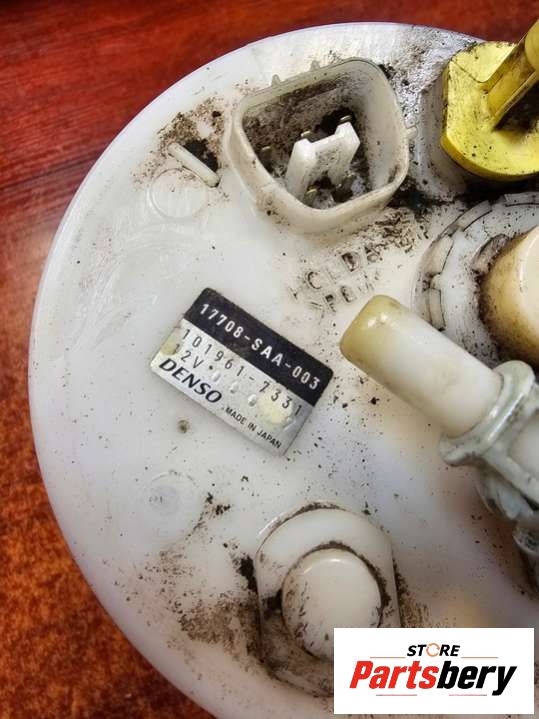 17708-SAA-003
101961-7331
12V
DENSO
MADE IN JAPAN
STORE
Partsbery